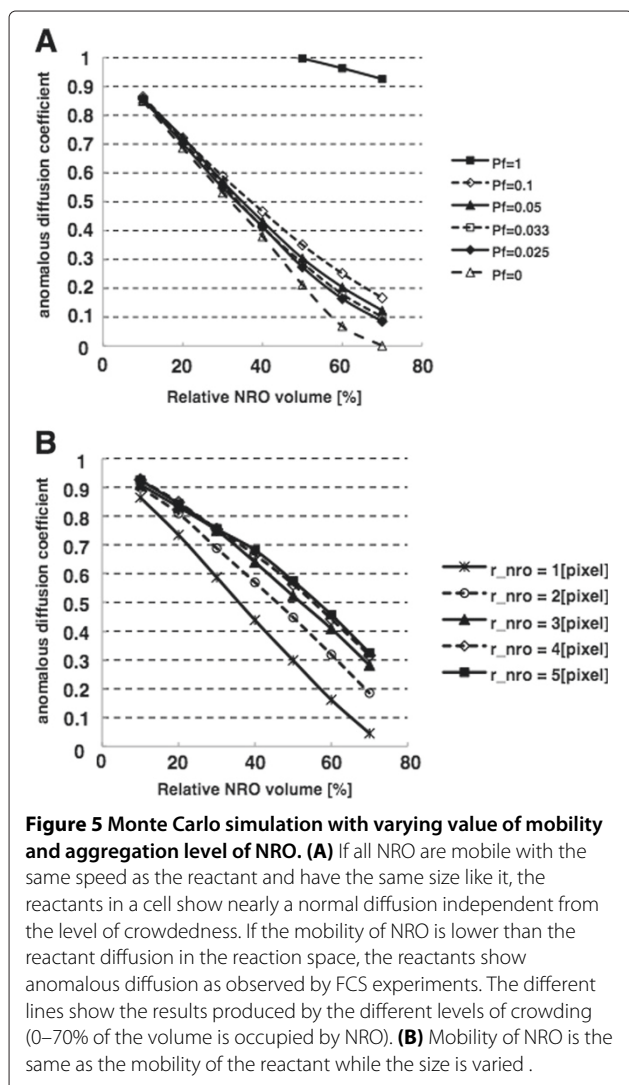 A
anomalous diffusion coefficient
1
0.9
0.8
0.7
0.6
0.5
0.4
0.3
0.2
0.1
0
0 20 40 60 80
Relative NRO volume [%]
Pf=1
Pf=0.1
Pf=0.05
Pf=0.033
Pf=0.025
Pf=0
B
anomalous diffusion coefficient
1
0.9
0.8
0.7
0.6
0.5
0.4
0.3
0.2
0.1
0
0 20 40 60 80
Relative NRO volume [%]
r_nro = 1[pixel]
r_nro = 2[pixel]
r_nro = 3[pixel]
r_nro = 4[pixel]
r_nro = 5[pixel]
Figure 5 Monte Carlo simulation with varying value of mobility
and aggregation level of NRO. (A) If all NRO are mobile with the
same speed as the reactant and have the same size like it, the
reactants in a cell show nearly a normal diffusion independent from
the level of crowdedness. If the mobility of NRO is lower than the
reactant diffusion in the reaction space, the reactants show
anomalous diffusion as observed by FCS experiments. The different
lines show the results produced by the different levels of crowding
(0–70% of the volume is occupied by NRO). (B) Mobility of NRO is the
same as the mobility of the reactant while the size is varied .